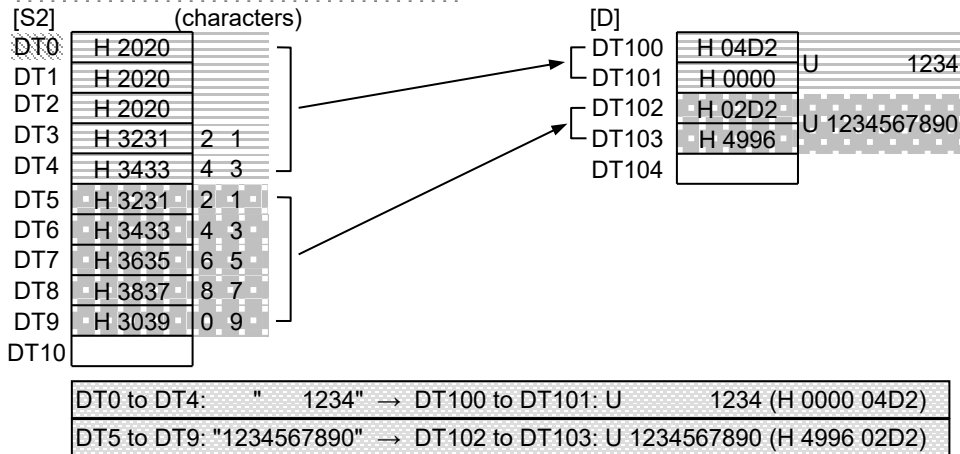 [S2] (characters) [D]
DT0 H 2020 DT100 H 04D2 U 1234
DT1 H 2020 DT101 H 0000
DT2 H 2020 DT102 H 02D2 U 1234567890
DT3 H 3231 2 1 DT103 H 4996
DT4 H 3433 4 3 DT104
DT5 H 3231 2 1
DT6 H 3433 4 3
DT7 H 3635 6 5
DT8 H 3837 8 7
DT9 H 3039 0 9
DT10
DT0 to DT4: " 1234" → DT100 to DT101: U 1234 (H 0000 04D2)
DT5 to DT9: "1234567890" → DT102 to DT103: U 1234567890 (H 4996 02D2)